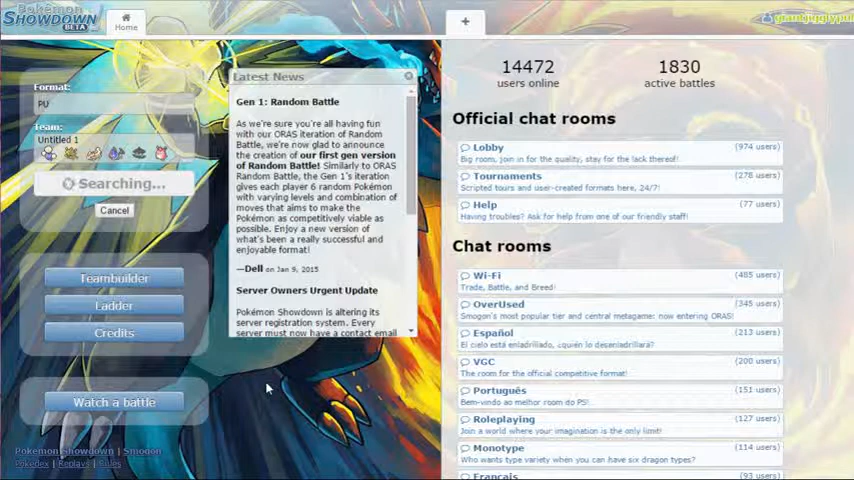 Pokémon
SHOWDOWN
BETA
Home
+
Format:
PU
Team:
Untitled 1
Searching...
Cancel
Teambuilder
Ladder
Credits
Watch a battle
Pokémon Showdown | Smogon
Pokédex | Replays | Rules
Latest News
Gen 1: Random Battle
As we're sure you're all having fun
with our ORAS iteration of Random
Battle, we're now glad to announce
the creation of our first gen version
of Random Battle! Similarly to ORAS
Random Battle, the Gen 1's iteration
gives each player 6 random Pokémon
with varying levels and combination of
moves that aims to make the
Pokémon as competitively viable as
possible. Enjoy a new version of
what's been a really successful and
enjoyable format!
—Dell on Jan 9, 2015
Server Owners Urgent Update
Pokémon Showdown is altering its
server registration system. Every
server must now have a contact email
14472
users online
1830
active battles
Official chat rooms
Lobby (974 users)
Big room, join in for the quality, stay for the lack thereof!
Tournaments (278 users)
Scripted tours and user-created formats here, 24/7!
Help (77 users)
Having troubles? Ask for help from one of our friendly staff!
Chat rooms
Wi-Fi (485 users)
Trade, Battle, and Breed!
OverUsed (345 users)
Smogon's most popular tier and central metagame: now entering ORAS!
Español (213 users)
El cielo está enladrillado, ¿quién lo desenladrillara?
VGC (200 users)
The room for the official competitive format!
Português (151 users)
Bem-vindo ao melhor room do PS!
Roleplaying (127 users)
Join a world where your imagination is the only limit!
Monotype (114 users)
Who wants type variety when you can have six dragon types?
Français (93 users)